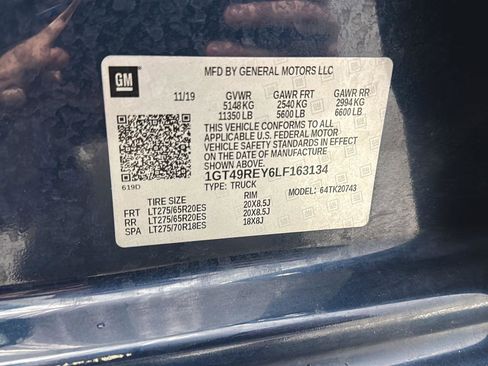 GM
MFD BY GENERAL MOTORS LLC
11/19 GVWR GAWR FRT GAWR RR
5148 KG 2540 KG 2994 KG
11350 LB 5600 LB 6600 LB
THIS VEHICLE CONFORMS TO ALL
APPLICABLE U.S. FEDERAL MOTOR
VEHICLE SAFETY STANDARDS IN
EFFECT ON THE DATE OF
MANUFACTURE SHOWN ABOVE.
1GT49REY6LF163134
619D TYPE: TRUCK MODEL: 64TK20743
TIRE SIZE RIM
FRT LT275/65R20ES 20X8.5J
RR LT275/65R20ES 20X8.5J
SPA LT275/70R18ES 18X8J